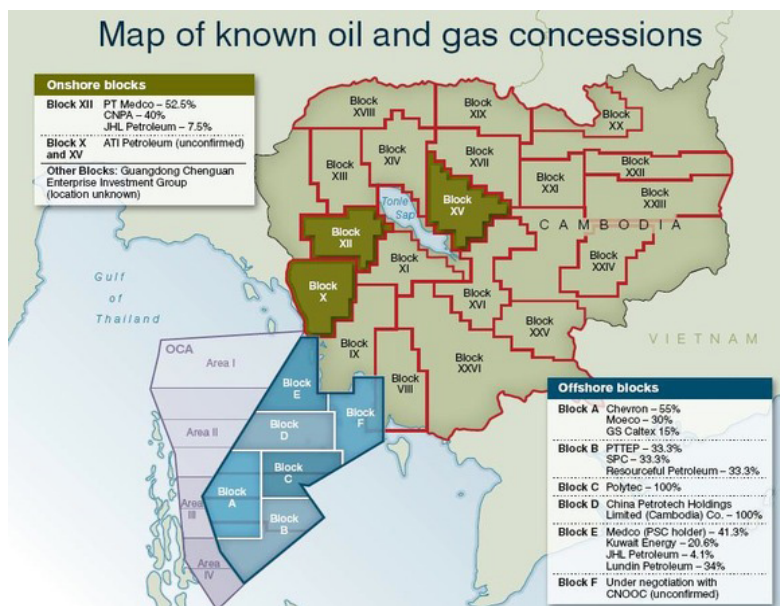 Map of known oil and gas concessions
Onshore blocks
Block XII PT Medco – 52.5%
CNPA – 40%
JHL Petroleum – 7.5%
Block X ATI Petroleum (unconfirmed)
and XV
Other Blocks: Guangdong Chenguan
Enterprise Investment Group
(location unknown)
Block
XVIII
Block
XIX
Block
XX
Block
XIII
Block
XIV
Block
XVII
Block
XXI
Block
XXII
Block
XXIII
Tonle
Sap
Block
XV
CAMBODIA
Block
XII
Block
XI
Block
XXIV
Block
X
Block
XVI
Gulf
of
Thailand
Block
IX
Block
XXV
Block
VIII
Block
XXVI
VIETNAM
OCA
Area I
Block
E
Block
F
Area II
Block
D
Block
C
Area
III
Block
A
Block
B
Area
IV
Offshore blocks
Block A Chevron – 55%
Moeco – 30%
GS Caltex 15%
Block B PTTEP – 33.3%
SPC – 33.3%
Resourceful Petroleum – 33.3%
Block C Polytec – 100%
Block D China Petrotech Holdings
Limited (Cambodia) Co. – 100%
Block E Medco (PSC holder) – 41.3%
Kuwait Energy – 20.6%
JHL Petroleum – 4.1%
Lundin Petroleum – 34%
Block F Under negotiation with
CNOOC (unconfirmed)